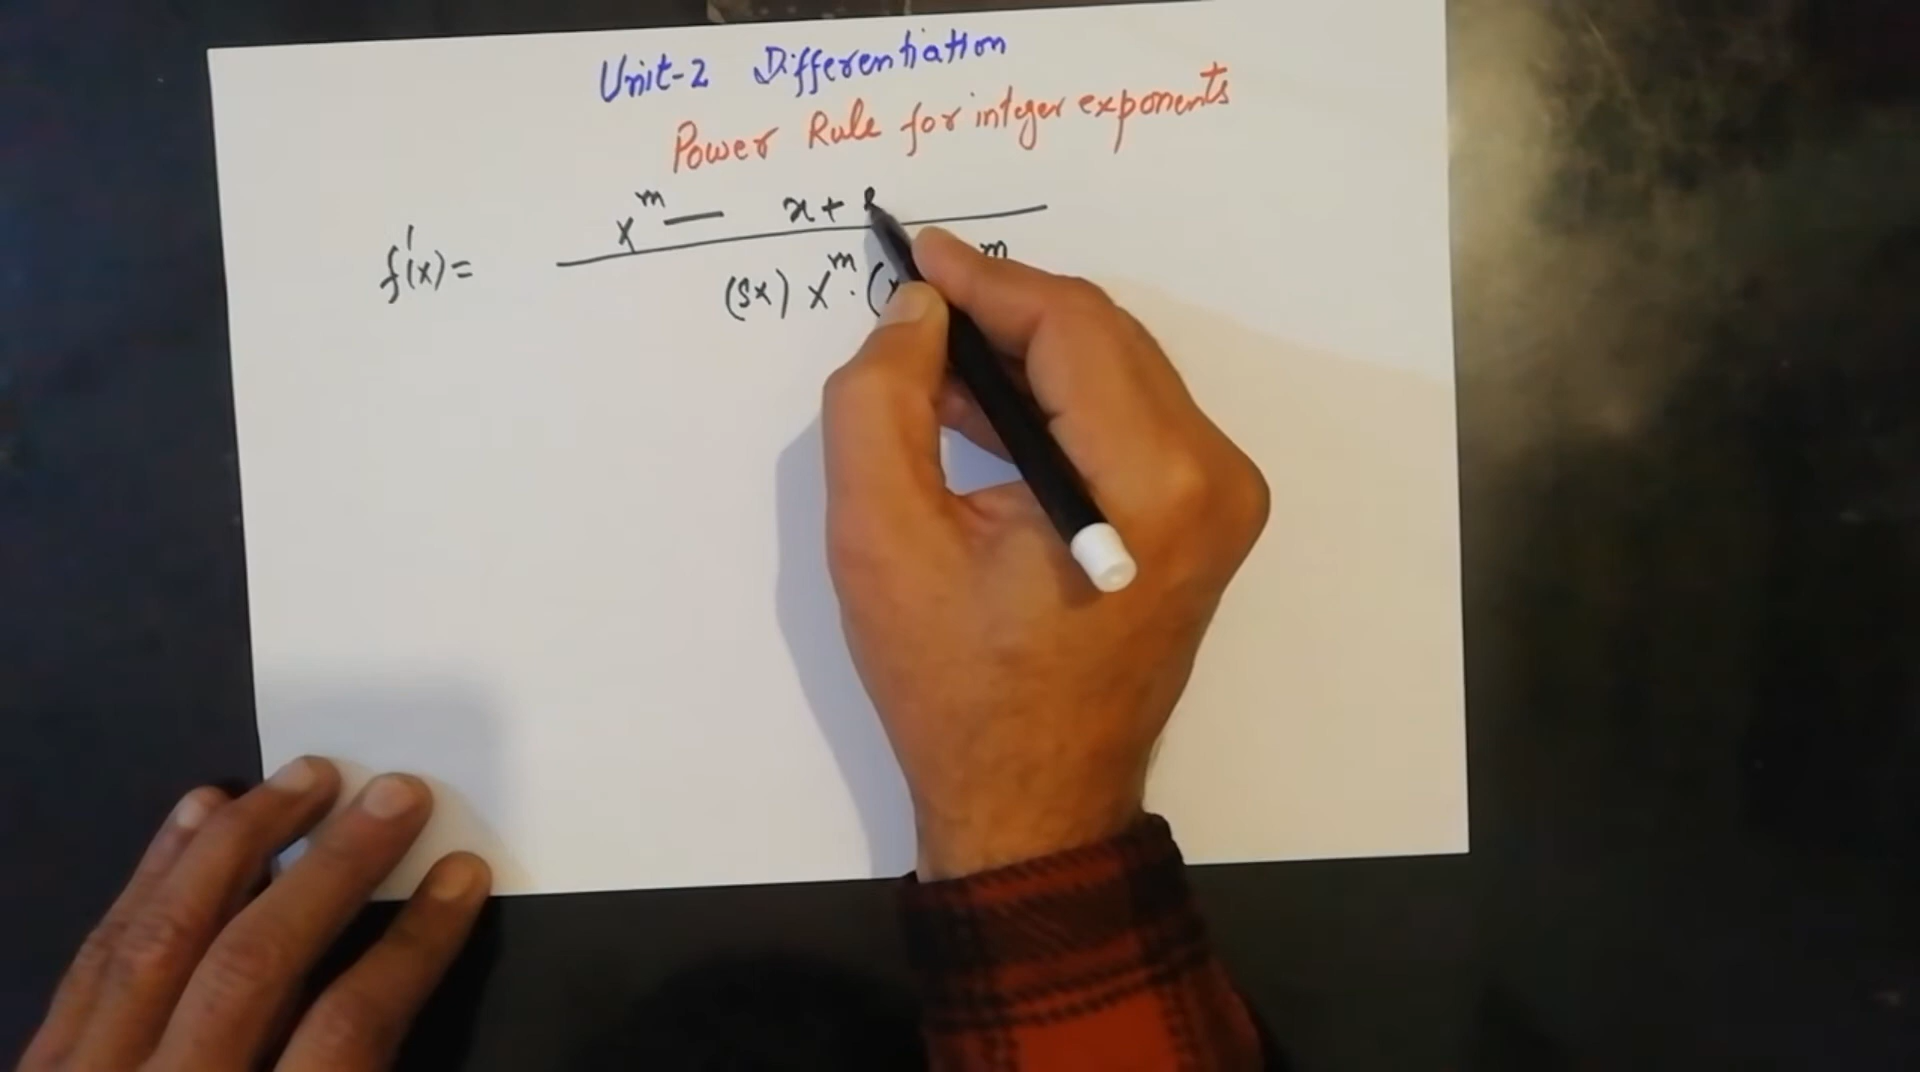 Unit-2 Differentiation
Power Rule for integer exponents
x^m — x +
f'(x) =
(δx) x^m . (x m